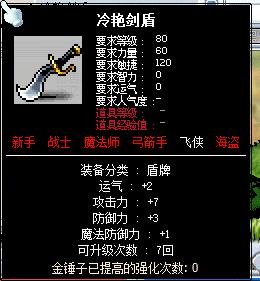 冷艳剑盾
要求等级: 80
要求力量: 60
要求敏捷: 120
要求智力: 0
要求运气: 0
要求人气度: -
道具等级: -
道具经验值: -
新手 战士 魔法师 弓箭手 飞侠 海盗
装备分类: 盾牌
运气: +2
攻击力: +7
防御力: +3
魔法防御力: +1
可升级次数: 7回
金锤子已提高的强化次数: 0